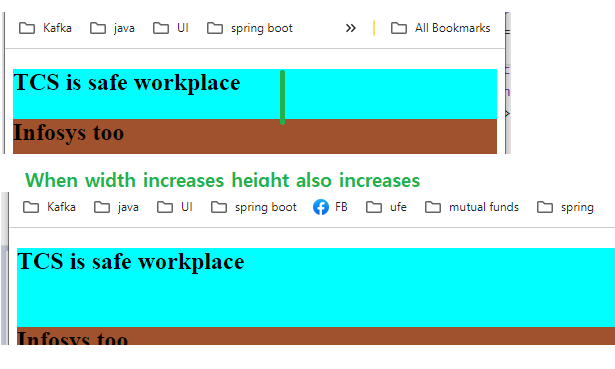 Kafka java UI spring boot » All Bookmarks
TCS is safe workplace
Infosys too
When width increases height also increases
Kafka java UI spring boot FB ufe mutual funds spring
TCS is safe workplace
Infosys too